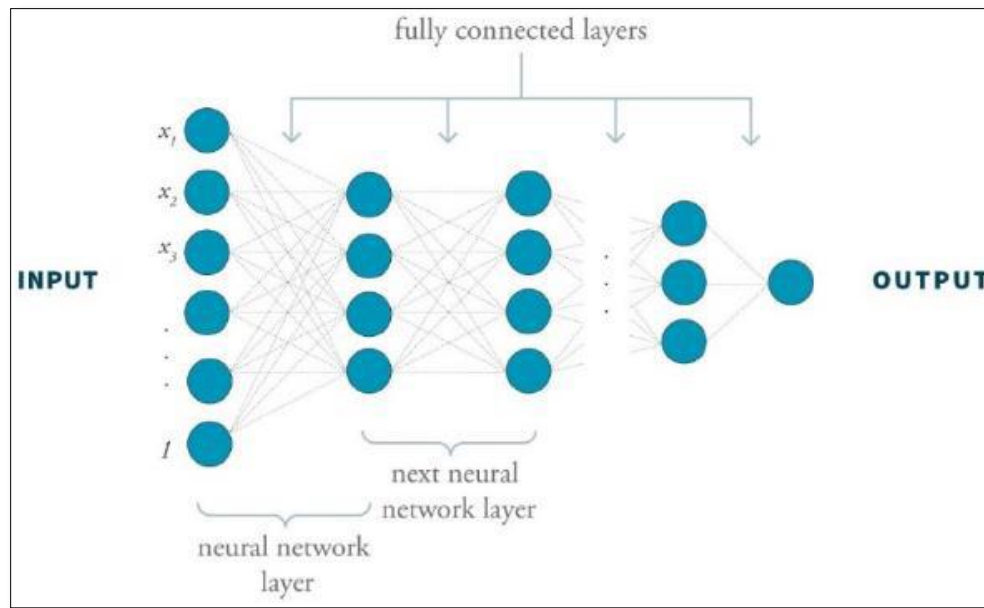 fully connected layers
x1
x2
x3
INPUT
OUTPUT
.
.
.
.
.
.
1
next neural
network layer
neural network
layer